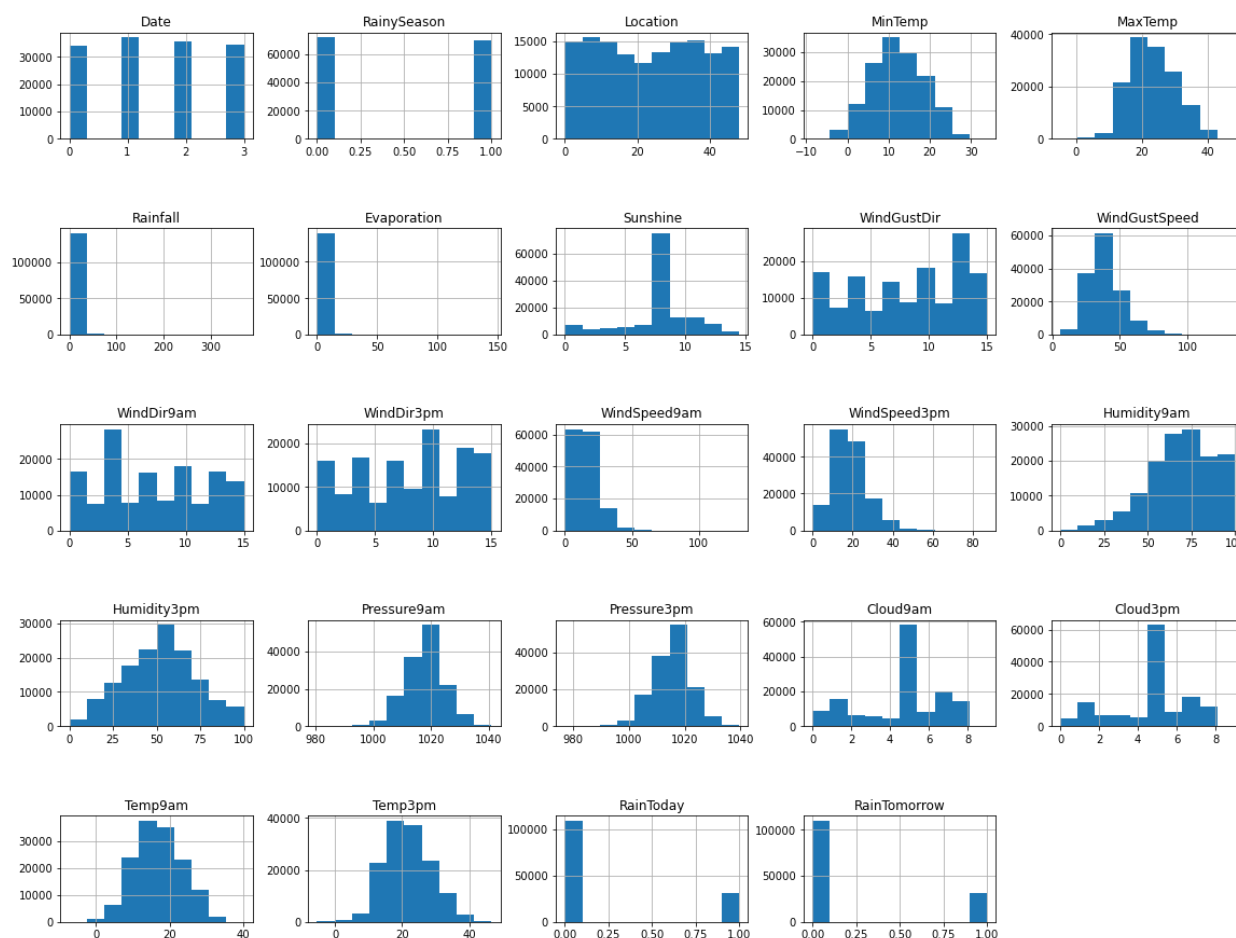 Date
30000
20000
10000
0
0 1 2 3
RainySeason
60000
40000
20000
0
0.00 0.25 0.50 0.75 1.00
Location
15000
10000
5000
0
0 20 40
MinTemp
30000
20000
10000
0
−10 0 10 20 30
MaxTemp
40000
20000
0
0 20 40
Rainfall
100000
50000
0
0 100 200 300
Evaporation
100000
50000
0
0 50 100 150
Sunshine
60000
40000
20000
0
0 5 10 15
WindGustDir
20000
10000
0
0 5 10 15
WindGustSpeed
60000
40000
20000
0
0 50 100
WindDir9am
20000
10000
0
0 5 10 15
WindDir3pm
20000
10000
0
0 5 10 15
WindSpeed9am
60000
40000
20000
0
0 50 100
WindSpeed3pm
40000
20000
0
0 20 40 60 80
Humidity9am
30000
20000
10000
0
0 25 50 75 100
Humidity3pm
30000
20000
10000
0
0 25 50 75 100
Pressure9am
40000
20000
0
980 1000 1020 1040
Pressure3pm
40000
20000
0
980 1000 1020 1040
Cloud9am
60000
40000
20000
0
0 2 4 6 8
Cloud3pm
60000
40000
20000
0
0 2 4 6 8
Temp9am
30000
20000
10000
0
0 20 40
Temp3pm
40000
20000
0
0 20 40
RainToday
100000
50000
0
0.00 0.25 0.50 0.75 1.00
RainTomorrow
100000
50000
0
0.00 0.25 0.50 0.75 1.00